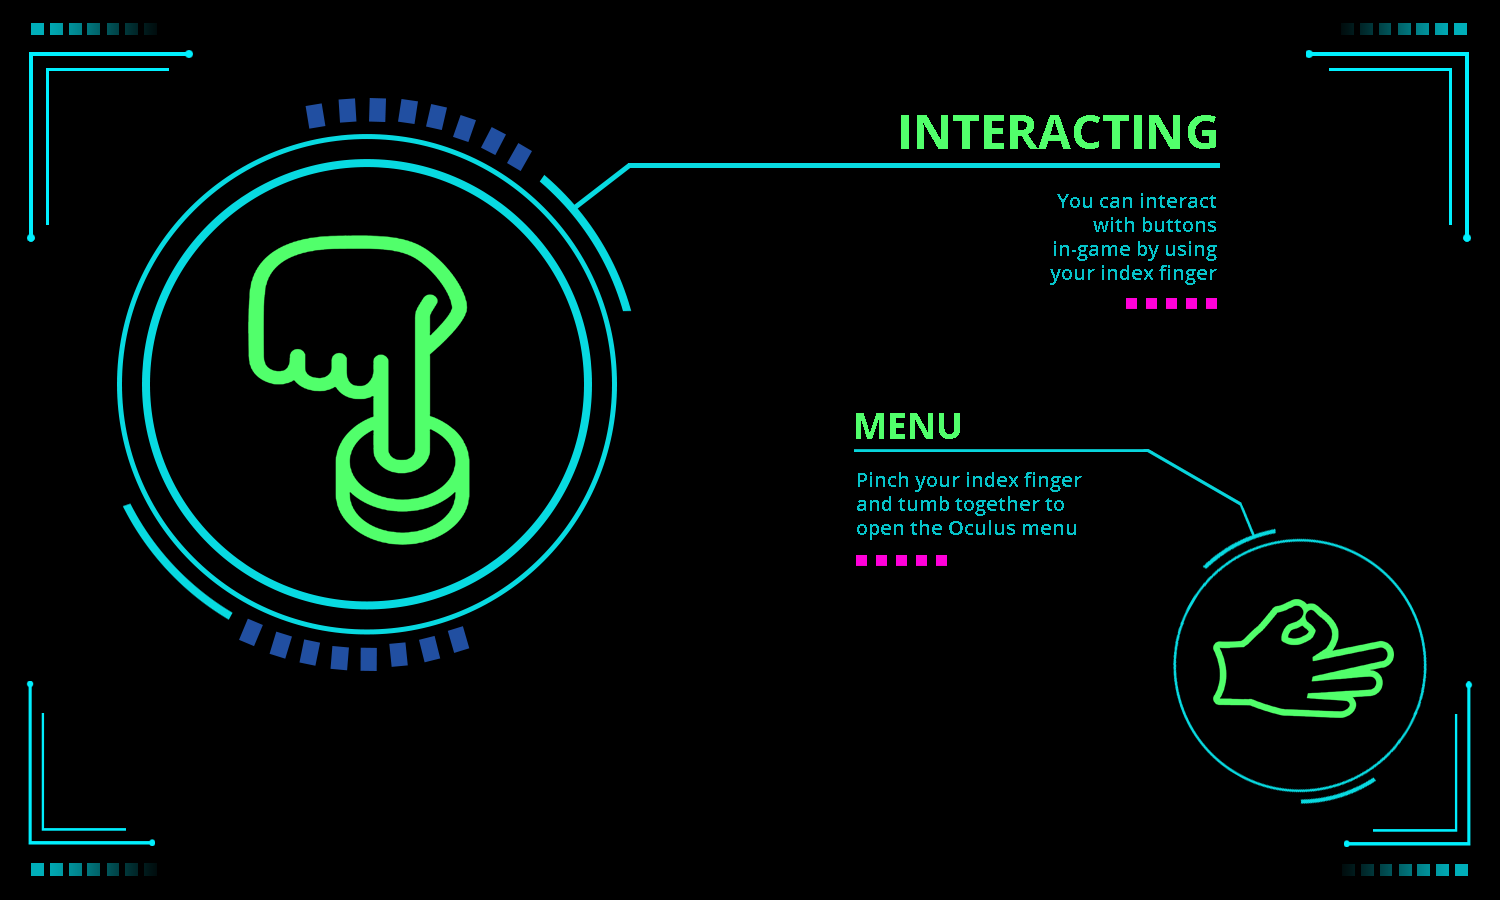 INTERACTING
You can interact
with buttons
in-game by using
your index finger
MENU
Pinch your index finger
and tumb together to
open the Oculus menu